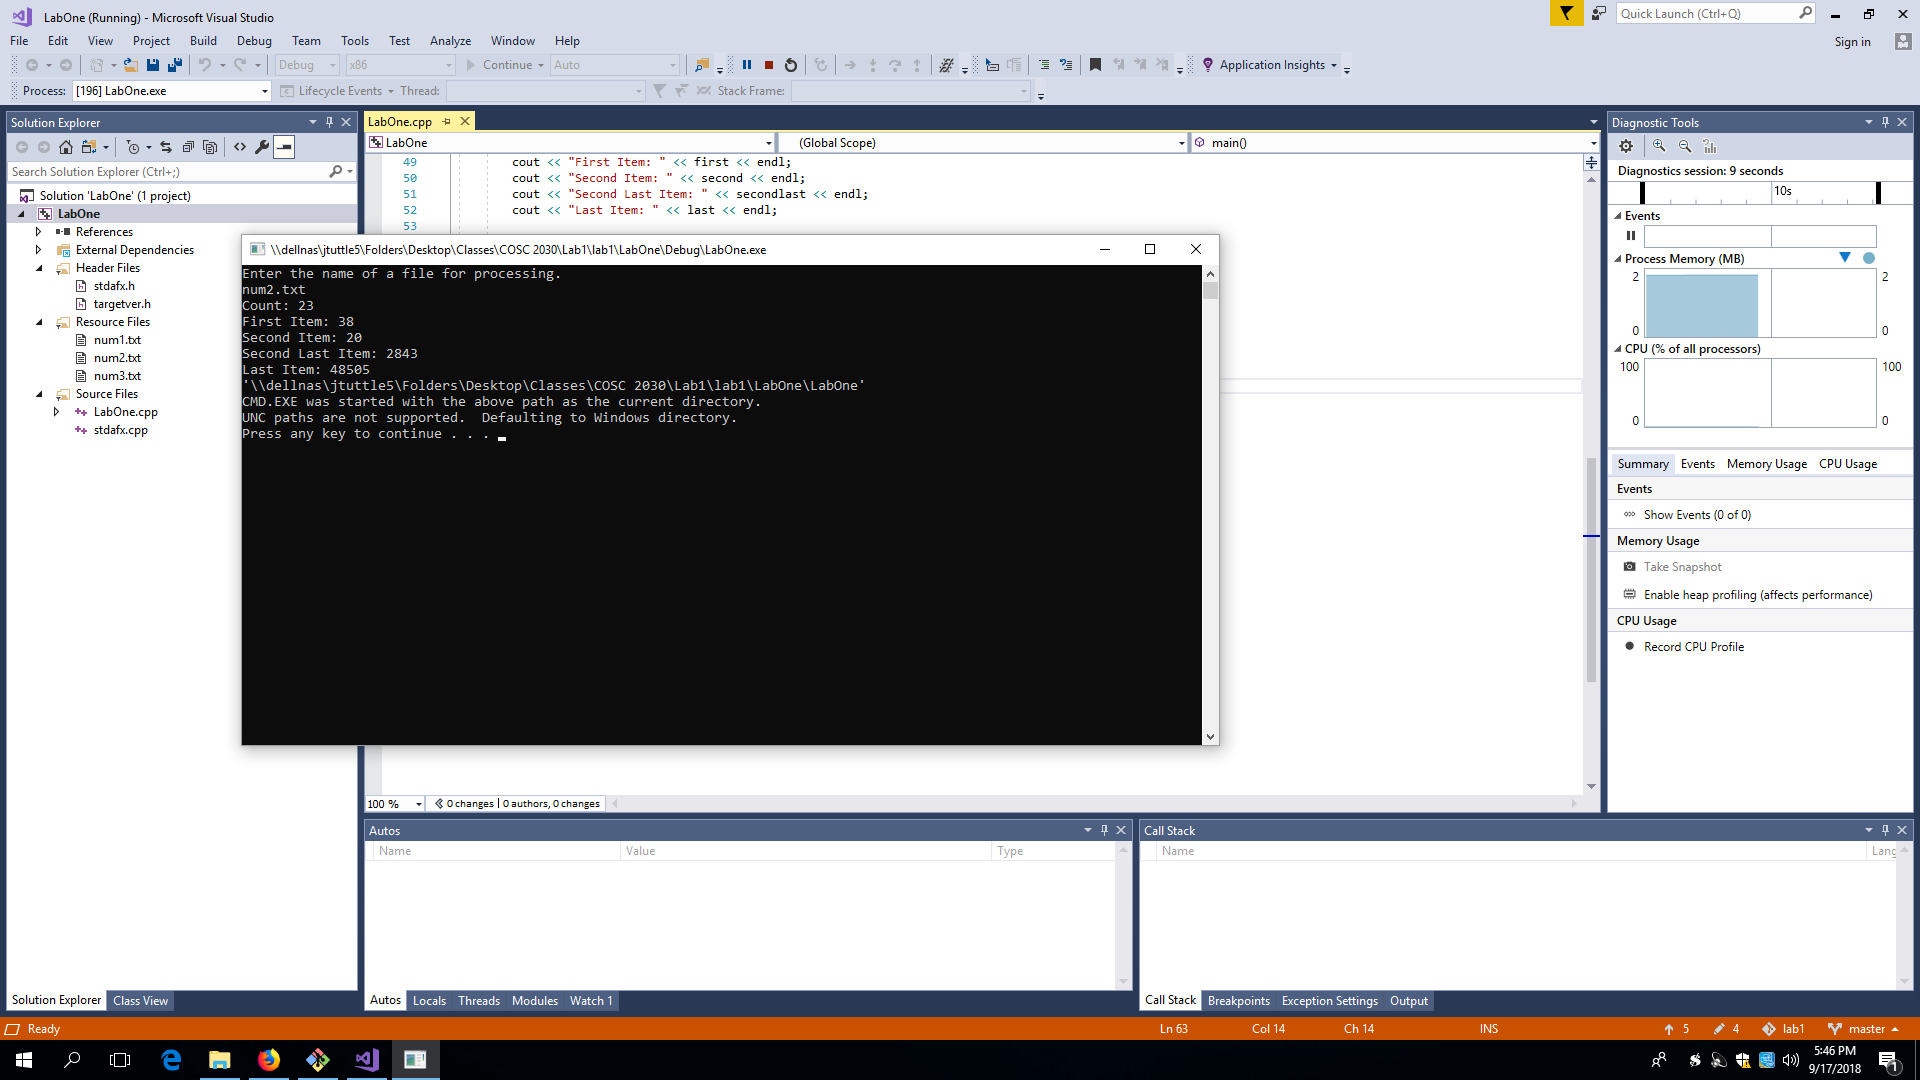 LabOne (Running) - Microsoft Visual Studio
Quick Launch (Ctrl+Q)
File Edit View Project Build Debug Team Tools Test Analyze Window Help
Sign in
Debug x86 Continue Auto Application Insights
Process: [196] LabOne.exe Lifecycle Events Thread: Stack Frame:
Solution Explorer
Search Solution Explorer (Ctrl+;)
Solution 'LabOne' (1 project)
LabOne
References
External Dependencies
Header Files
stdafx.h
targetver.h
Resource Files
num1.txt
num2.txt
num3.txt
Source Files
LabOne.cpp
stdafx.cpp
Solution Explorer Class View
LabOne.cpp
LabOne (Global Scope) main()
49 cout << "First Item: " << first << endl;
50 cout << "Second Item: " << second << endl;
51 cout << "Second Last Item: " << secondlast << endl;
52 cout << "Last Item: " << last << endl;
53
\\dellnas\jtuttle5\Folders\Desktop\Classes\COSC 2030\Lab1\lab1\LabOne\Debug\LabOne.exe
Enter the name of a file for processing.
num2.txt
Count: 23
First Item: 38
Second Item: 20
Second Last Item: 2843
Last Item: 48505
'\\dellnas\jtuttle5\Folders\Desktop\Classes\COSC 2030\Lab1\lab1\LabOne\LabOne'
CMD.EXE was started with the above path as the current directory.
UNC paths are not supported.  Defaulting to Windows directory.
Press any key to continue . . .
100 % 0 changes | 0 authors, 0 changes
Autos
Name Value Type
Autos Locals Threads Modules Watch 1
Call Stack
Name Lang
Call Stack Breakpoints Exception Settings Output
Diagnostic Tools
Diagnostics session: 9 seconds
10s
Events
Process Memory (MB)
2 2
0 0
CPU (% of all processors)
100 100
0 0
Summary Events Memory Usage CPU Usage
Events
Show Events (0 of 0)
Memory Usage
Take Snapshot
Enable heap profiling (affects performance)
CPU Usage
Record CPU Profile
Ready Ln 63 Col 14 Ch 14 INS 5 4 lab1 master
5:46 PM
9/17/2018
1